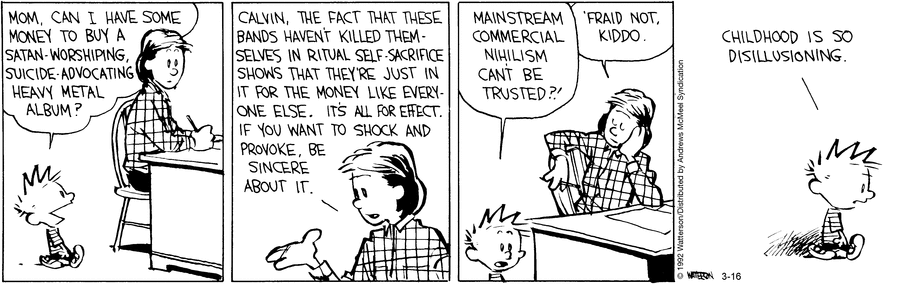 MOM, CAN I HAVE SOME
MONEY TO BUY A
SATAN-WORSHIPING,
SUICIDE-ADVOCATING
HEAVY METAL
ALBUM?
CALVIN, THE FACT THAT THESE
BANDS HAVEN'T KILLED THEM-
SELVES IN RITUAL SELF-SACRIFICE
SHOWS THAT THEY'RE JUST IN
IT FOR THE MONEY LIKE EVERY-
ONE ELSE. IT'S ALL FOR EFFECT.
IF YOU WANT TO SHOCK AND
PROVOKE, BE
SINCERE
ABOUT IT.
MAINSTREAM
COMMERCIAL
NIHILISM
CAN'T BE
TRUSTED?!
'FRAID NOT,
KIDDO.
© 1992 Watterson/Distributed by Andrews McMeel Syndication
CHILDHOOD IS SO
DISILLUSIONING.
WATTERSON 3-16